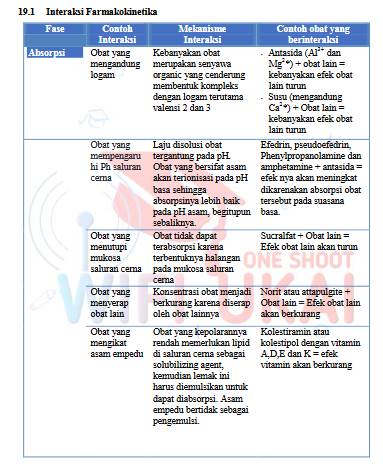 19.1 Interaksi Farmakokinetika
Fase
Contoh
Interaksi
Mekanisme
Interaksi
Contoh obat yang
berinteraksi
Absorpsi
Obat yang
mengandung
logam
Kebanyakan obat
merupakan senyawa
organic yang cenderung
membentuk kompleks
dengan logam terutama
valensi 2 dan 3
- Antasida (Al2+ dan
Mg2+) + obat lain =
kebanyakan efek obat
lain turun
- Susu (mengandung
Ca2+) + Obat lain =
kebanyakan efek obat
lain turun
Obat yang
mempengaru
hi Ph saluran
cerna
Laju disolusi obat
tergantung pada pH.
Obat yang bersifat asam
akan terionisasi pada pH
basa sehingga
absorpsinya lebih baik
pada pH asam, begitupun
sebaliknya.
Efedrin, pseudoefedrin,
Phenylpropanolamine dan
amphetamine + antasida =
efek nya akan meningkat
dikarenakan absorpsi obat
tersebut pada suasana
basa.
Obat yang
menutupi
mukosa
saluran cerna
Obat tidak dapat
terabsorpsi karena
terbentuknya halangan
pada mukosa saluran
cerna
Sucralfat + Obat lain =
Efek obat lain akan turun
Obat yang
menyerap
obat lain
Konsentrasi obat menjadi
berkurang karena diserap
oleh obat lainnya
Norit atau attapulgite +
Obat lain = Efek obat lain
akan berkurang
Obat yang
mengikat
asam empedu
Obat yang kepolarannya
rendah memerlukan lipid
di saluran cerna sebagai
solubilizing agent,
kemudian lemak ini
harus diemulsikan untuk
dapat diabsorpsi. Asam
empedu bertidak sebagai
pengemulsi.
Kolestiramin atau
kolestipol dengan vitamin
A,D,E dan K = efek
vitamin akan berkurang
ONE SHOOT
UKAI